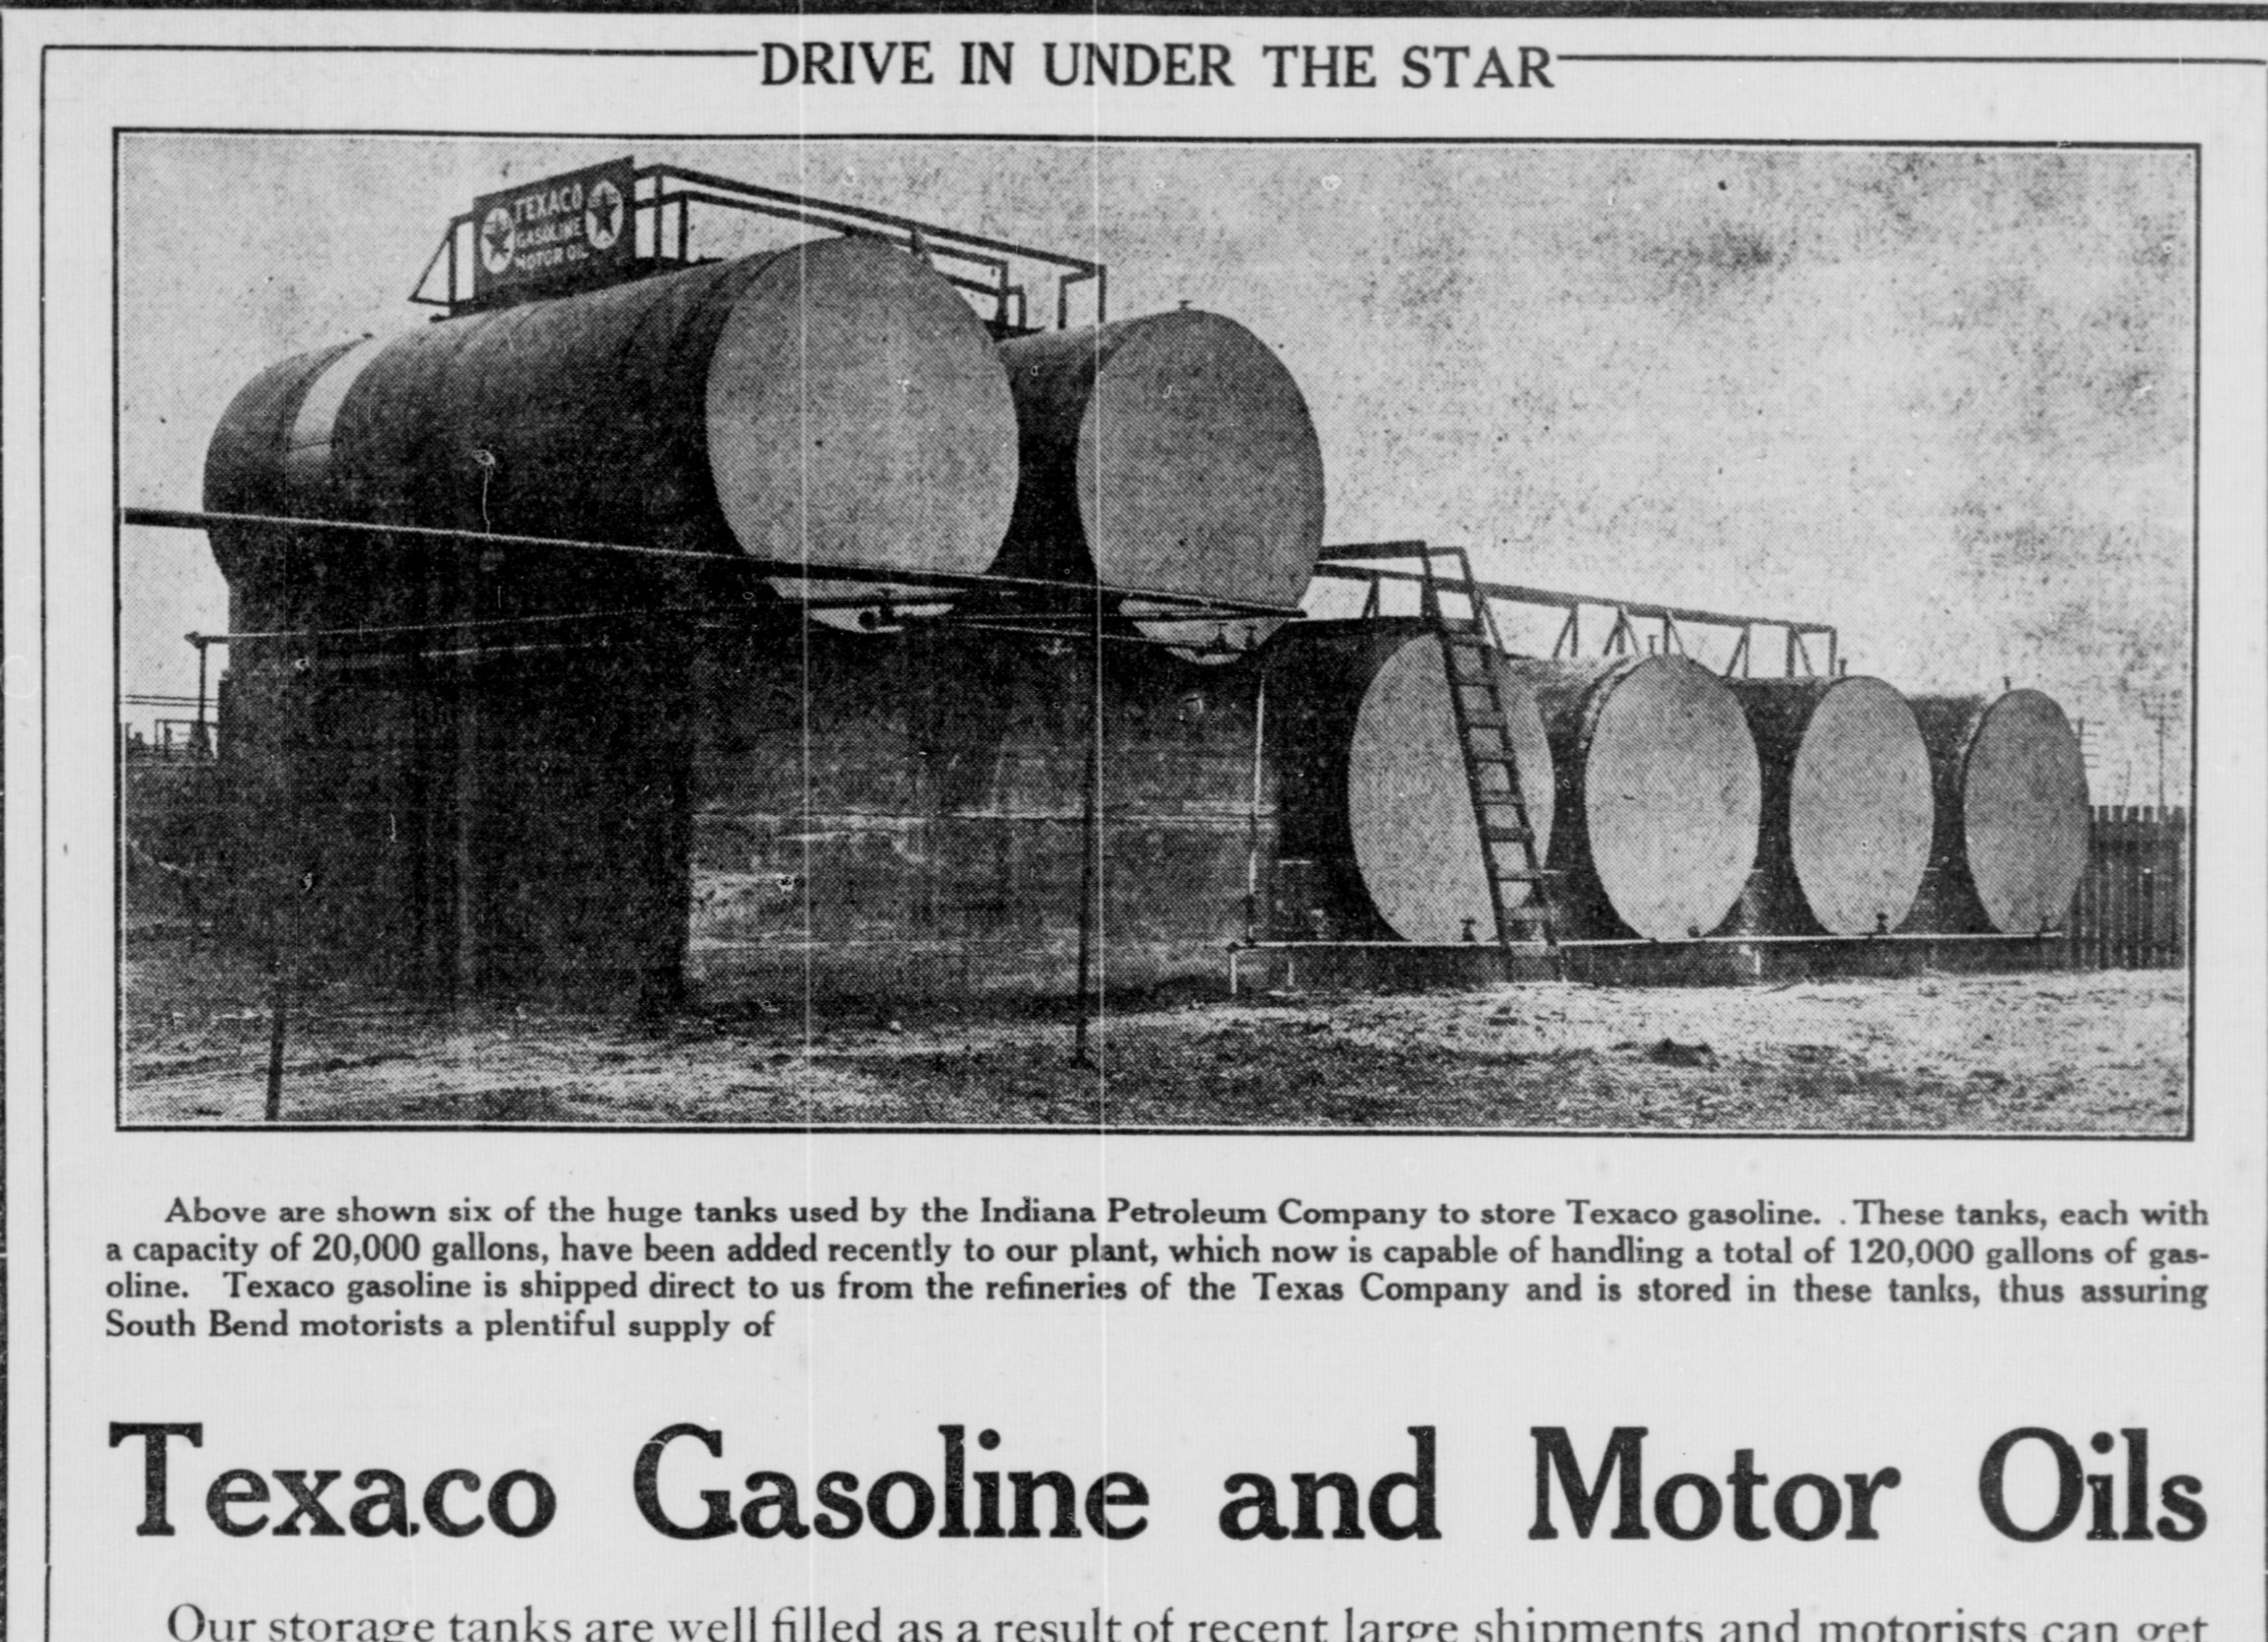 DRIVE IN UNDER THE STAR
TEXACO
GASOLINE
MOTOR OIL
Above are shown six of the huge tanks used by the Indiana Petroleum Company to store Texaco gasoline. . These tanks, each with
a capacity of 20,000 gallons, have been added recently to our plant, which now is capable of handling a total of 120,000 gallons of gas-
oline. Texaco gasoline is shipped direct to us from the refineries of the Texas Company and is stored in these tanks, thus assuring
South Bend motorists a plentiful supply of
Texaco Gasoline and Motor Oils
Our storage tanks are well filled as a result of recent large shipments and motorists can get